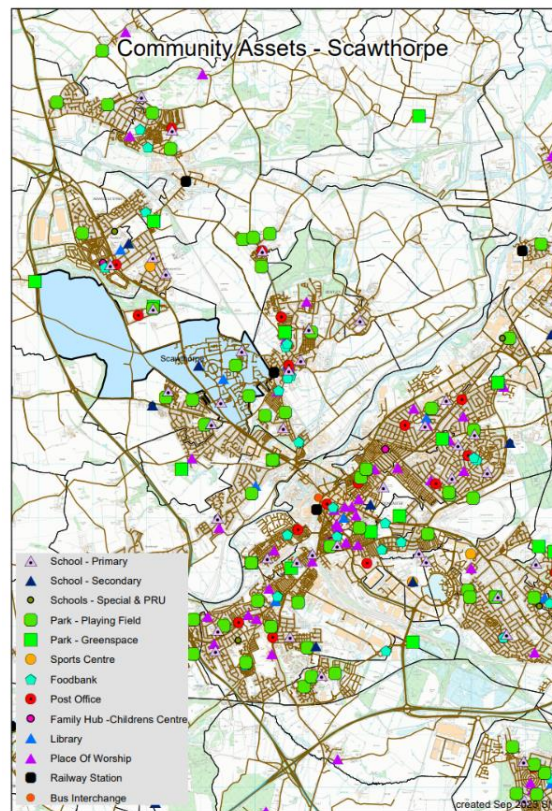 Community Assets - Scawthorpe
Scawthorpe
School - Primary
School - Secondary
Schools - Special & PRU
Park - Playing Field
Park - Greenspace
Sports Centre
Foodbank
Post Office
Family Hub -Childrens Centre
Library
Place Of Worship
Railway Station
Bus Interchange
created Sep 2023